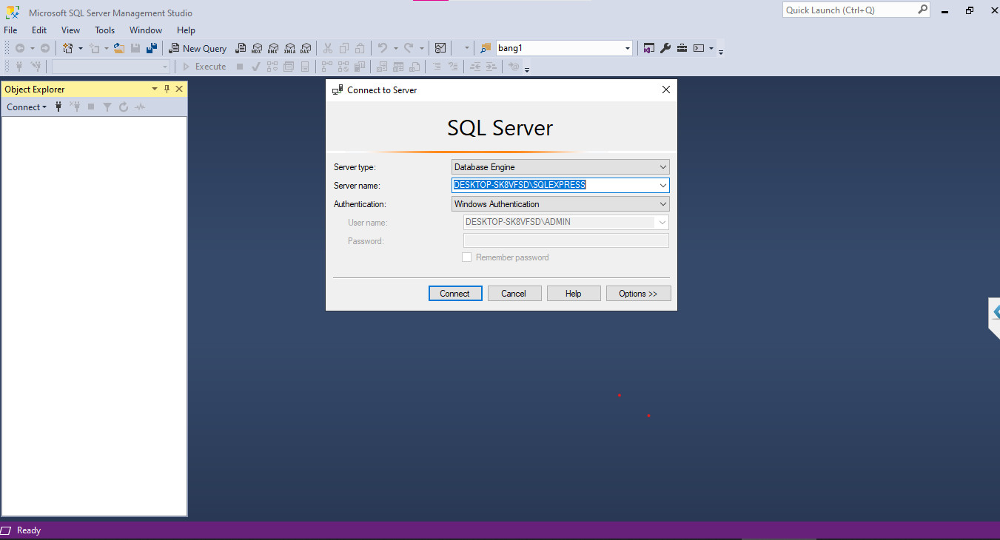 Microsoft SQL Server Management Studio
Quick Launch (Ctrl+Q)
File Edit View Tools Window Help
New Query MDX DMX XMLA DAX bang1
Execute
Object Explorer
Connect
Connect to Server
SQL Server
Server type: Database Engine
Server name: DESKTOP-SK8VFSD\SQLEXPRESS
Authentication: Windows Authentication
User name: DESKTOP-SK8VFSD\ADMIN
Password:
Remember password
Connect Cancel Help Options >>
Ready